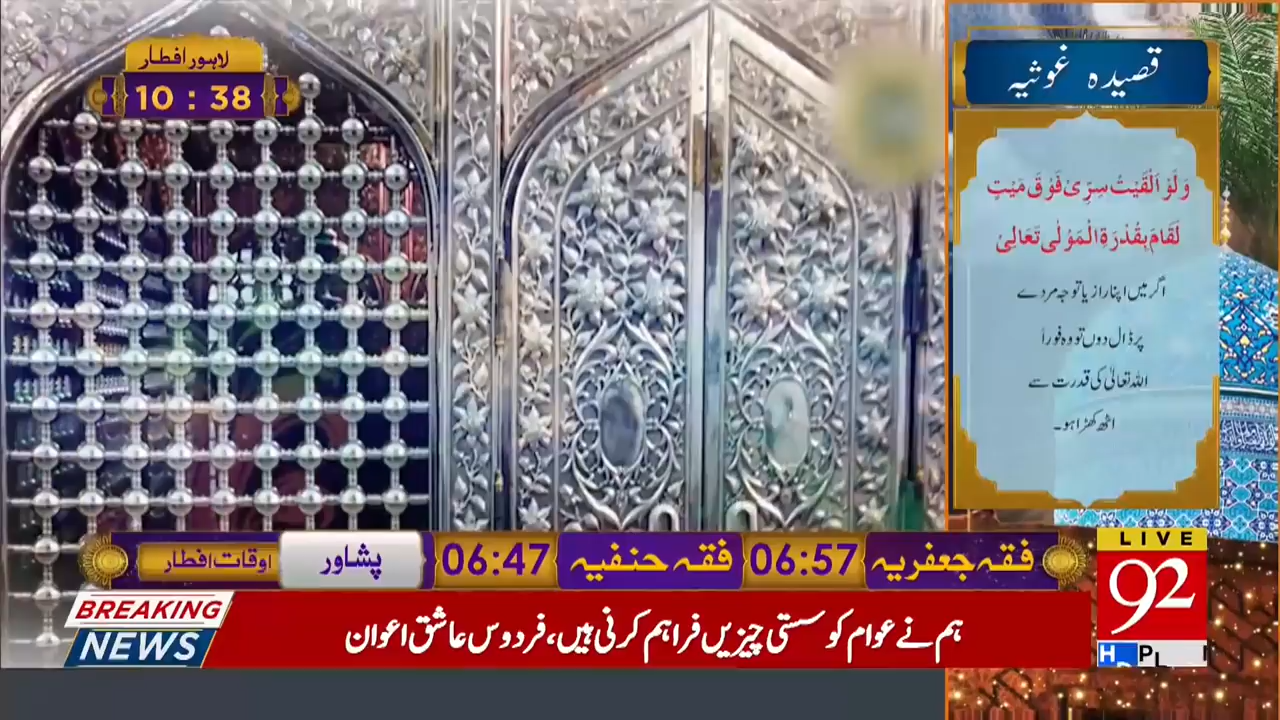 لاہور افطار
10 : 38
قصیدہ غوثیہ
وَلَوْ اَلْقَيْتُ سِرِّىْ فَوْقَ مَيْتٍ
لَقَامَ بِقُدْرَةِ الْمَوْلٰى تَعَالِىْ
اگر میں اپنا راز یا توجہ مردے
پر ڈال دوں تو وہ فوراً
اللہ تعالیٰ کی قدرت سے
اٹھ کھڑا ہو۔
اوقات افطار پشاور 06:47 فقہ حنفیہ 06:57 فقہ جعفریہ
LIVE
92
BREAKING
NEWS
ہم نے عوام کو سستی چیزیں فراہم کرنی ہیں، فردوس عاشق اعوان